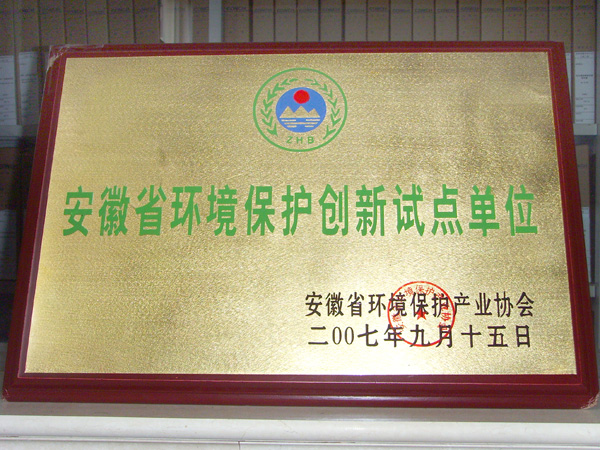 ZHB
安徽省环境保护创新试点单位
安徽省环境保护产业协会
二00七年九月十五日